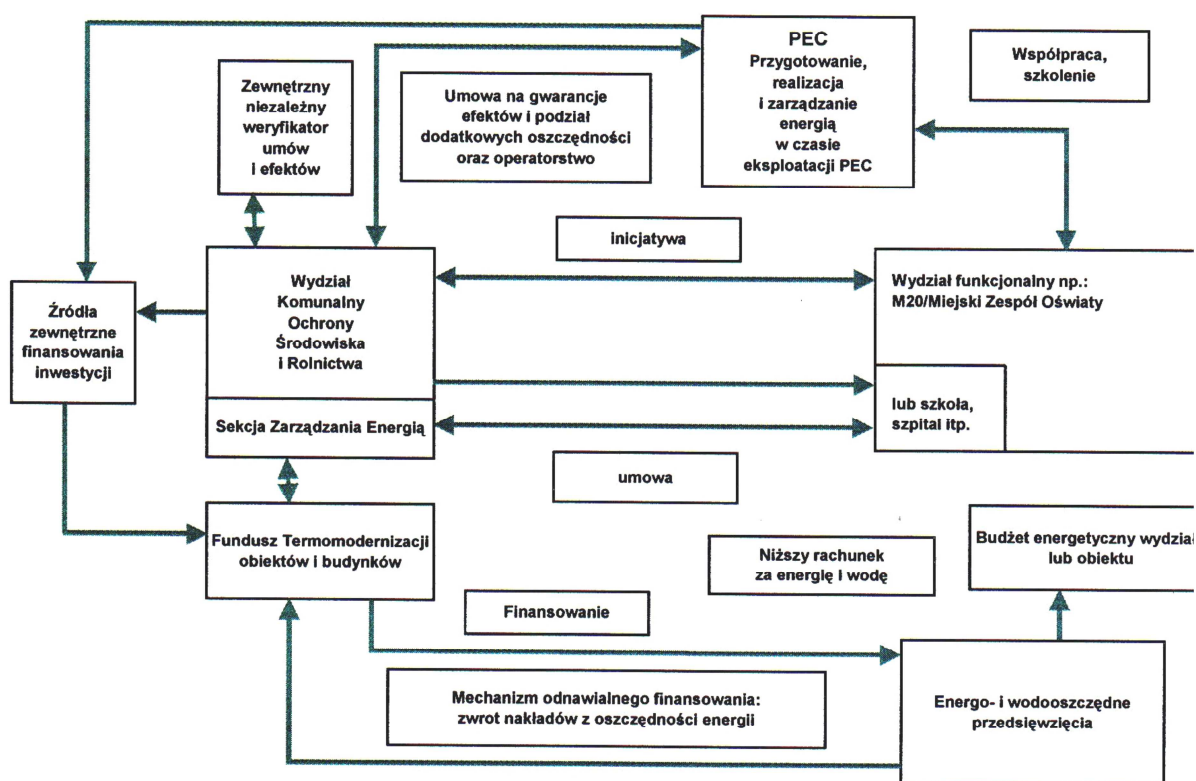 PEC
Przygotowanie,
realizacja
i zarządzanie
energią
w czasie
eksploatacji PEC
Współpraca,
szkolenie
Zewnętrzny
niezależny
weryfikator
umów
i efektów
Umowa na gwarancje
efektów i podział
dodatkowych oszczędności
oraz operatorstwo
inicjatywa
Wydział
Komunalny
Ochrony
Środowiska
i Rolnictwa
Sekcja Zarządzania Energią
Wydział funkcjonalny np.:
M20/Miejski Zespół Oświaty
lub szkoła,
szpital itp.
Źródła
zewnętrzne
finansowania
inwestycji
umowa
Fundusz Termomodernizacji
obiektów i budynków
Niższy rachunek
za energię i wodę
Budżet energetyczny wydział
lub obiektu
Finansowanie
Mechanizm odnawialnego finansowania:
zwrot nakładów z oszczędności energii
Energo- i wodooszczędne
przedsięwzięcia